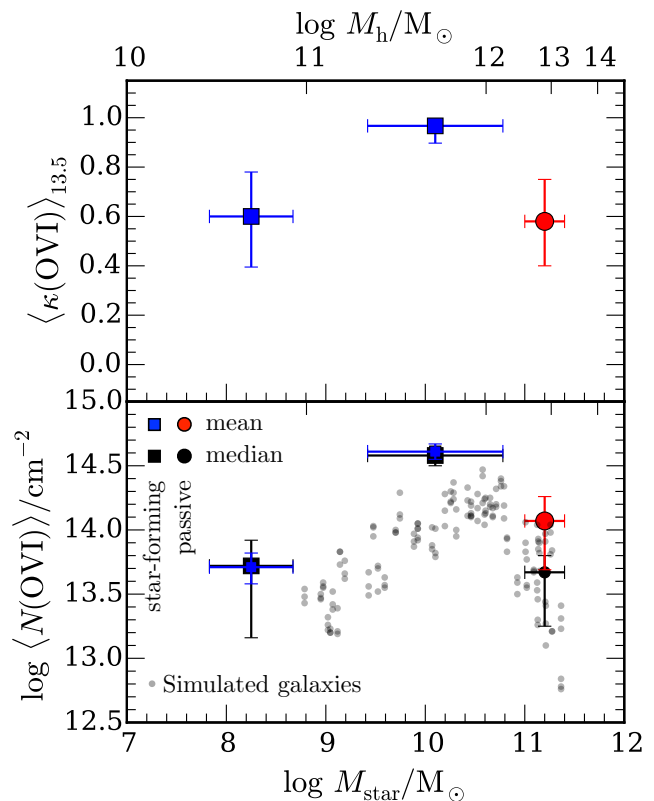 log M_h/M_⊙
10 11 12 13 14
⟨κ(OVI)⟩_13.5
1.0
0.8
0.6
0.4
0.2
0.0
log ⟨N(OVI)⟩/cm⁻²
15.0
14.5
14.0
13.5
13.0
12.5
mean
median
star-forming
passive
Simulated galaxies
7 8 9 10 11 12
log M_star/M_⊙